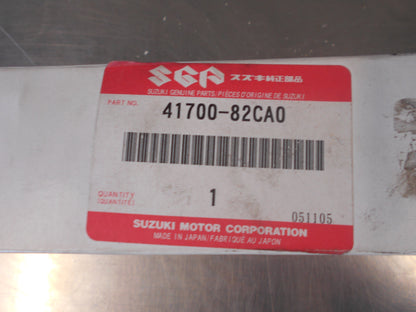 SGP スズキ純正部品
SUZUKI GENUINE PARTS/PIÈCES D'ORIGINE DE SUZUKI
PART NO. 41700-82CA0
QUANTITY 1
(QUANTITÉ)
051105
SUZUKI MOTOR CORPORATION
MADE IN JAPAN/FABRIQUÉ AU JAPON